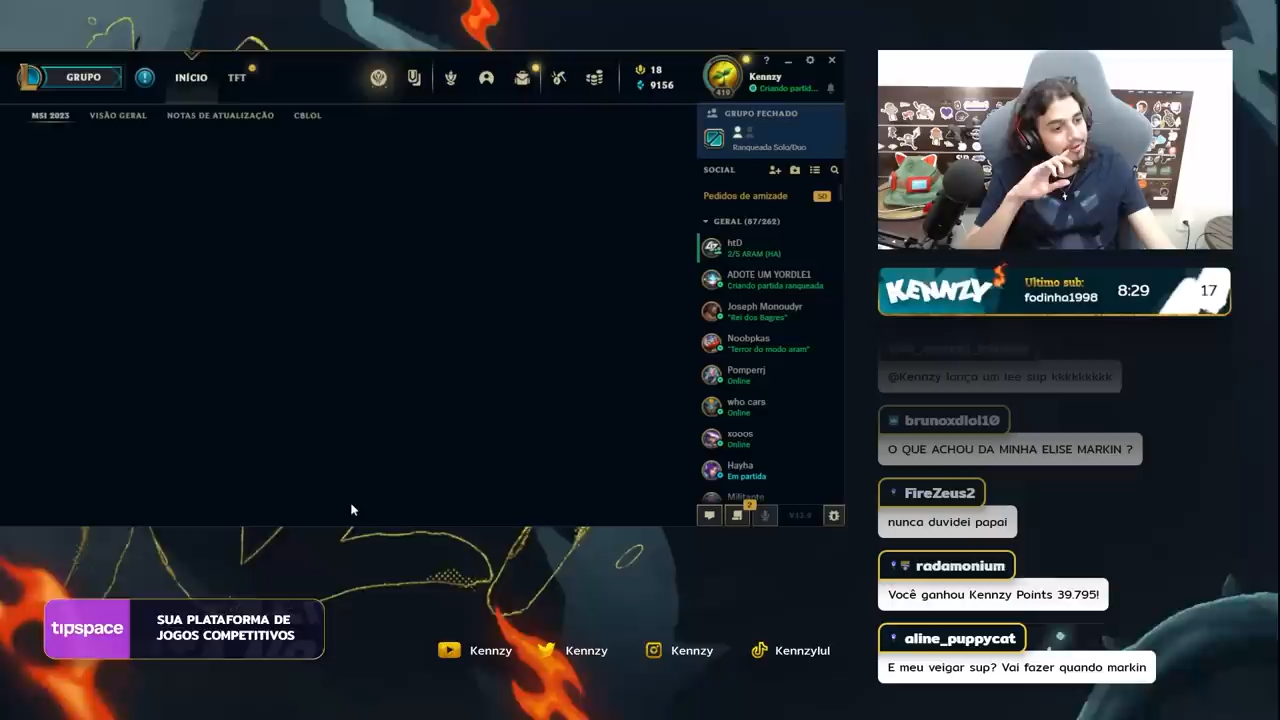 GRUPO
INÍCIO
TFT
18
9156
419
Kennzy
Criando partid...
MSI 2023
VISÃO GERAL
NOTAS DE ATUALIZAÇÃO
CBLOL
GRUPO FECHADO
Ranqueada Solo/Duo
SOCIAL
Pedidos de amizade
50
GERAL (87/262)
htD
2/5 ARAM (HA)
ADOTE UM YORDLE1
Criando partida ranqueada
Joseph Monoudyr
"Rei dos Bagres"
Noobpkas
"Terror do modo aram"
Pomperrj
Online
who cars
Online
xooos
Online
Hayha
Em partida
Militante
2
KENNZY
Ultimo sub:
fodinha1998
8:29
17
@Kennzy lança um lee sup kkkkkkkkk
brunoxdlol10
O QUE ACHOU DA MINHA ELISE MARKIN ?
FireZeus2
nunca duvidei papai
radamonium
Você ganhou Kennzy Points 39.795!
aline_puppycat
E meu veigar sup? Vai fazer quando markin
tipspace
SUA PLATAFORMA DE
JOGOS COMPETITIVOS
Kennzy
Kennzy
Kennzy
Kennzylul